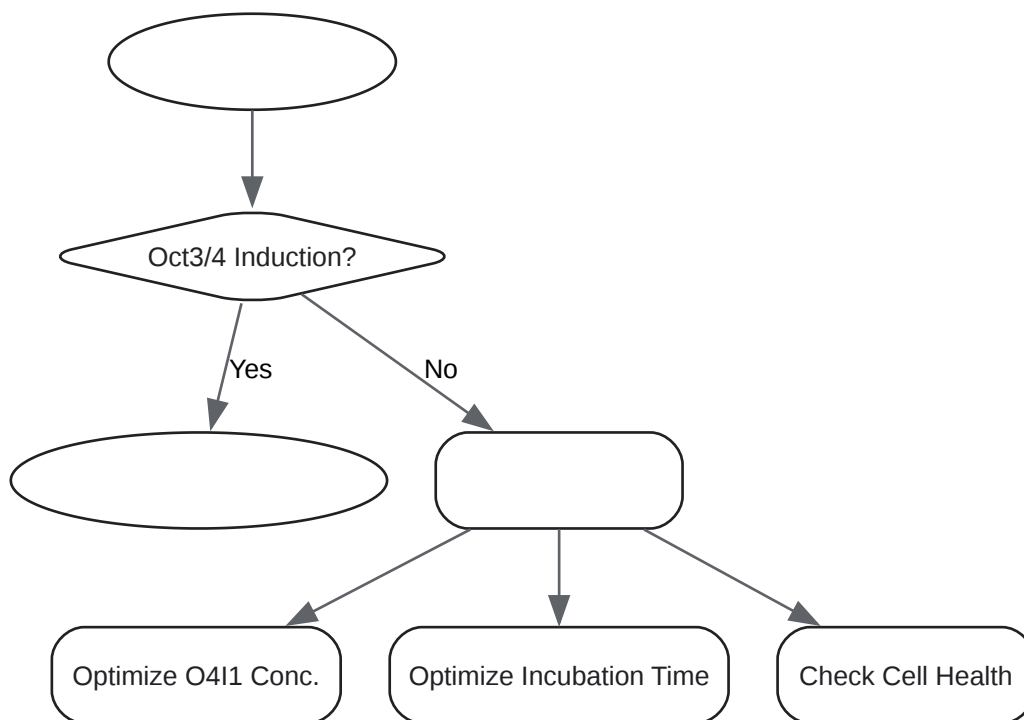 Oct3/4 Induction?
Yes
No
Optimize O4I1 Conc.
Optimize Incubation Time
Check Cell Health